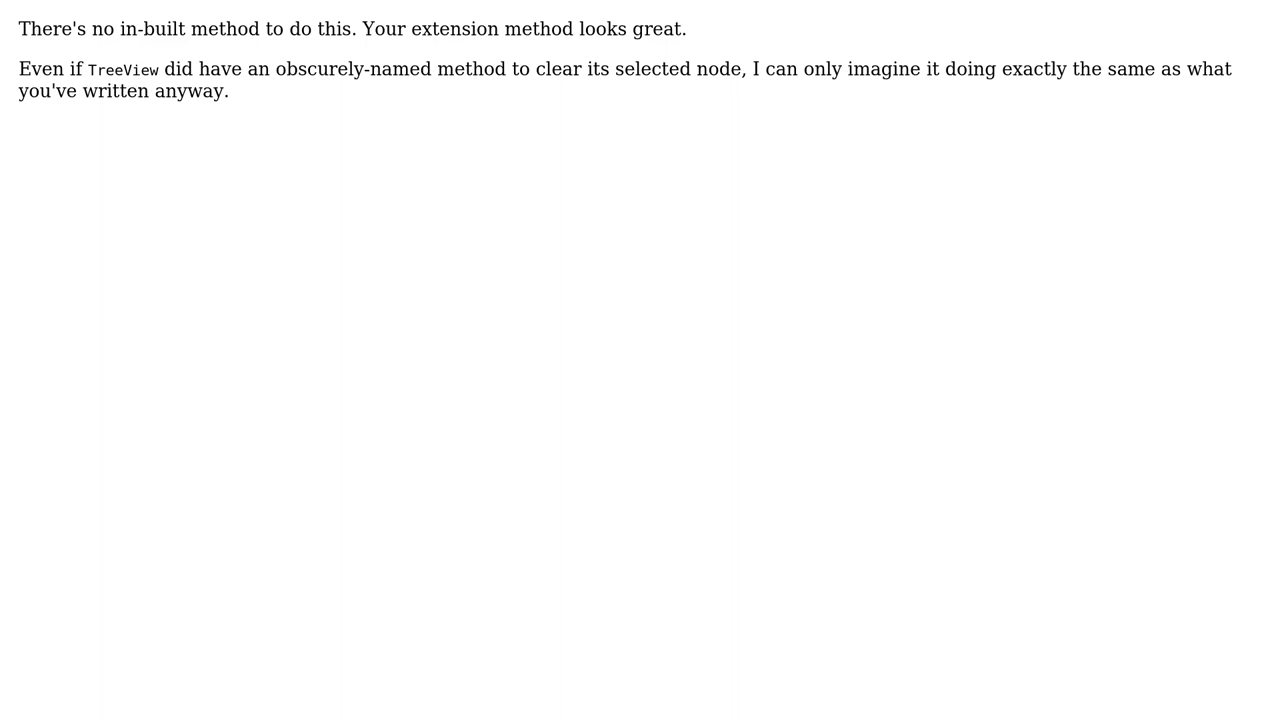 There's no in-built method to do this. Your extension method looks great.
Even if TreeView did have an obscurely-named method to clear its selected node, I can only imagine it doing exactly the same as what
you've written anyway.